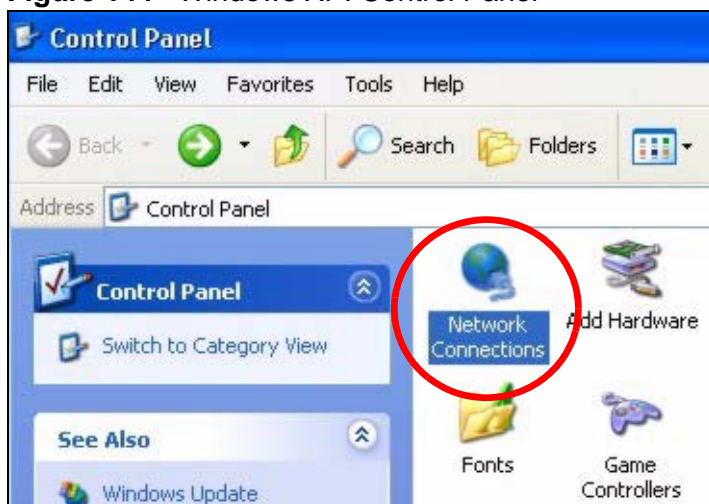 Control Panel
File Edit View Favorites Tools Help
Back Search Folders
Address Control Panel
Control Panel
Switch to Category View
See Also
Windows Update
Network
Connections
Add Hardware
Fonts
Game
Controllers